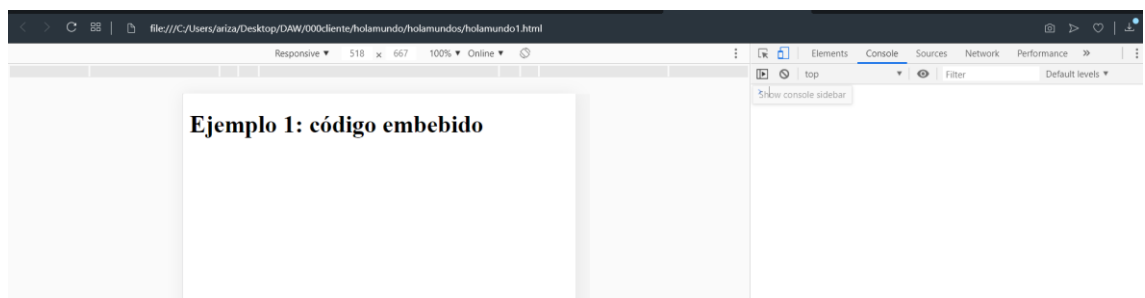 file:///C:/Users/ariza/Desktop/DAW/000cliente/holamundo/holamundos/holamundo1.html
Responsive ▼ 518 x 667 100% ▼ Online ▼
Elements Console Sources Network Performance »
top ▼ Filter Default levels ▼
Show console sidebar
Ejemplo 1: código embebido